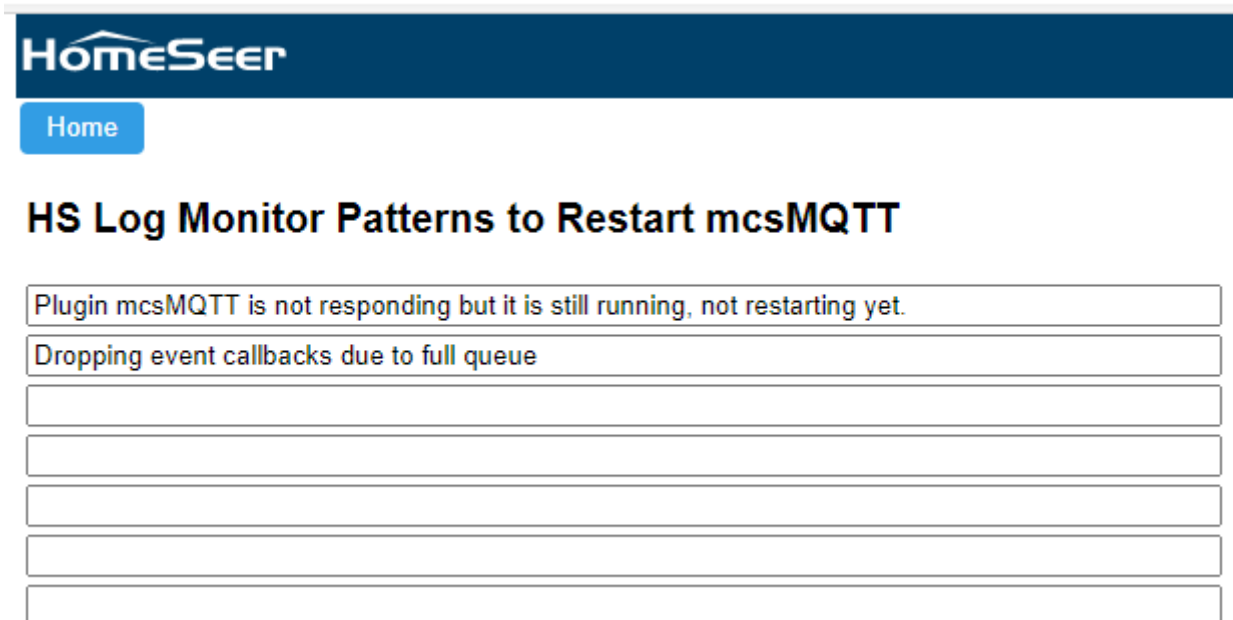 HomeSeer
Home
HS Log Monitor Patterns to Restart mcsMQTT
Plugin mcsMQTT is not responding but it is still running, not restarting yet.
Dropping event callbacks due to full queue